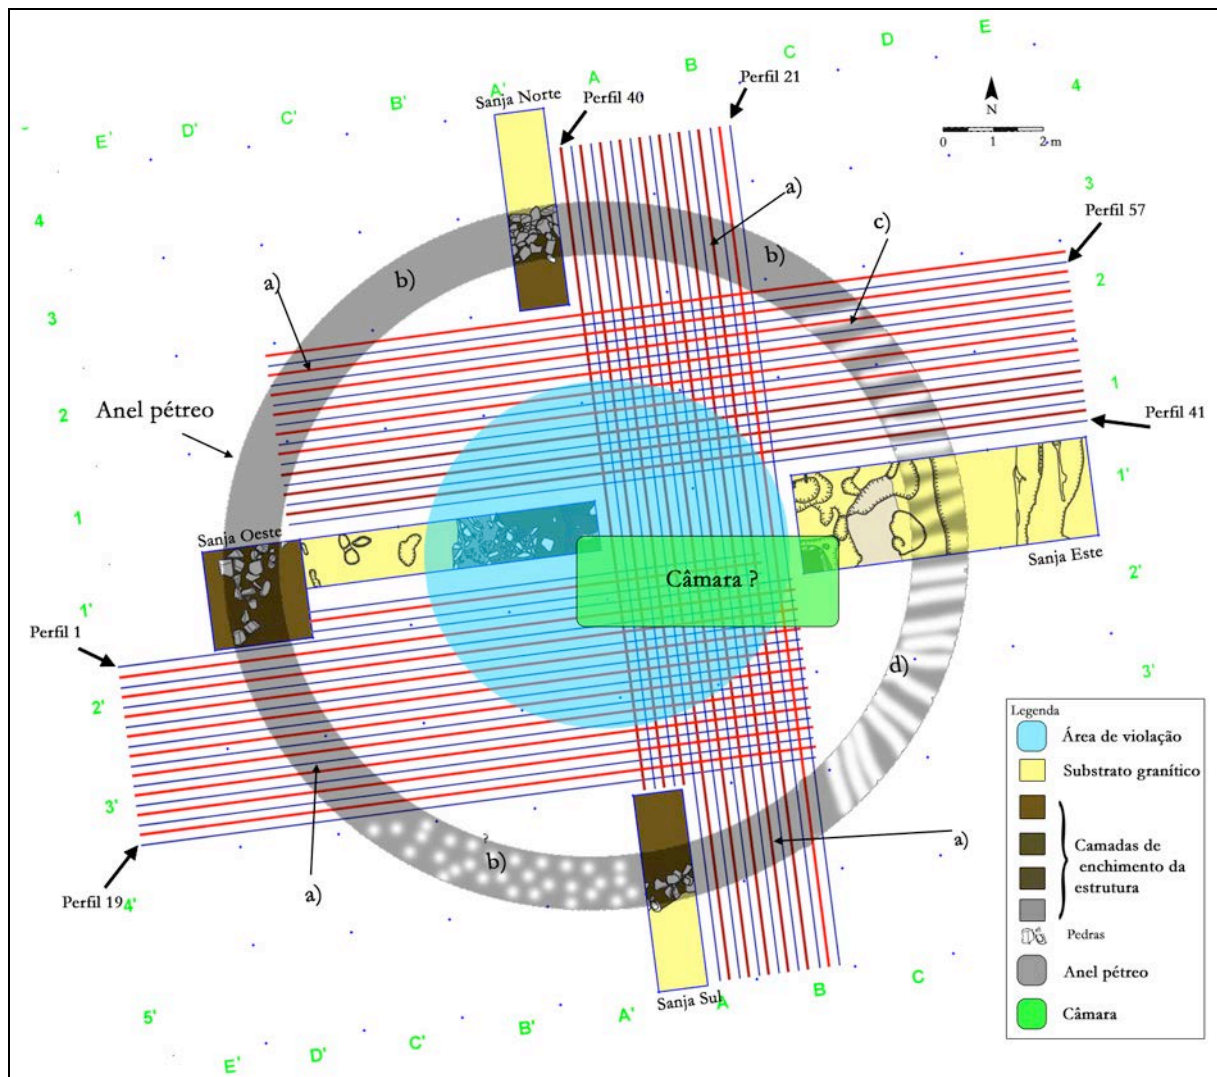 E' D' C' B' A' A B C D E
Sanja Norte
Perfil 40
Perfil 21
N
0 1 2 m
4
4
3
Perfil 57
a)
b)
c)
a)
b)
2
3
Anel pétreo
2
1
Perfil 41
1
Sanja Oeste
1'
Sanja Este
Câmara ?
1'
2'
Perfil 1
d)
3'
2'
3'
?
b)
a)
a)
Perfil 19
4'
Sanja Sul
5'
E' D' C' B' A' A B C
Legenda
Área de violação
Substrato granítico
Camadas de
enchimento da
estrutura
Pedras
Anel pétreo
Câmara